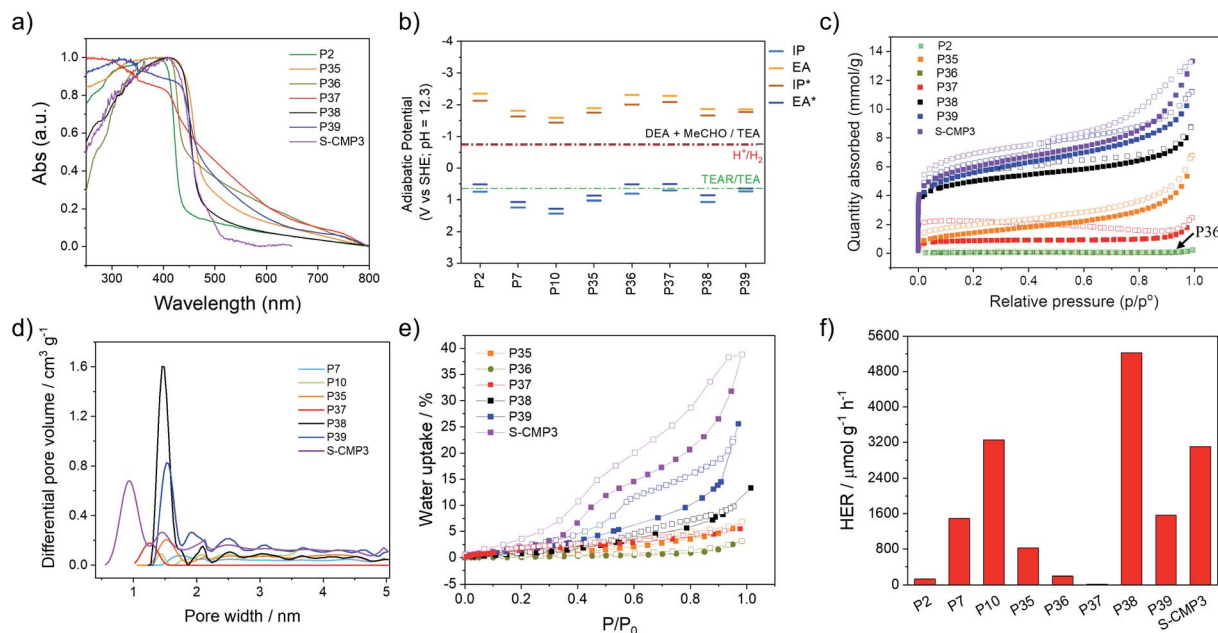 a)
Abs (a.u.)
1.0
0.8
0.6
0.4
0.2
0.0
300 400 500 600 700 800
Wavelength (nm)
P2
P35
P36
P37
P38
P39
S-CMP3
b)
Adiabatic Potential
(V vs SHE; pH = 12.3)
-4
-3
-2
-1
0
1
2
3
IP
EA
IP*
EA*
DEA + MeCHO / TEA
H⁺/H₂
TEAR/TEA
P2 P7 P10 P35 P36 P37 P38 P39
c)
Quantity absorbed (mmol/g)
14
12
10
8
6
4
2
0
P2
P35
P36
P37
P38
P39
S-CMP3
P36
0.0 0.2 0.4 0.6 0.8 1.0
Relative pressure (p/p°)
d)
Differential pore volume / cm³ g⁻¹
1.6
1.2
0.8
0.4
0.0
P7
P10
P35
P37
P38
P39
S-CMP3
1 2 3 4 5
Pore width / nm
e)
Water uptake / %
40
35
30
25
20
15
10
5
0
-5
P35
P36
P37
P38
P39
S-CMP3
0.0 0.2 0.4 0.6 0.8 1.0
P/P₀
f)
HER / μmol g⁻¹ h⁻¹
5600
4800
3200
1600
800
0
P2 P7 P10 P35 P36 P37 P38 P39 S-CMP3